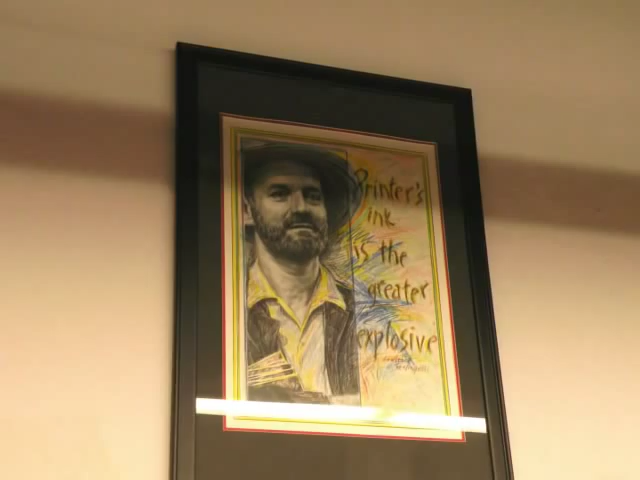 Printer's
ink
is the
greater
explosive